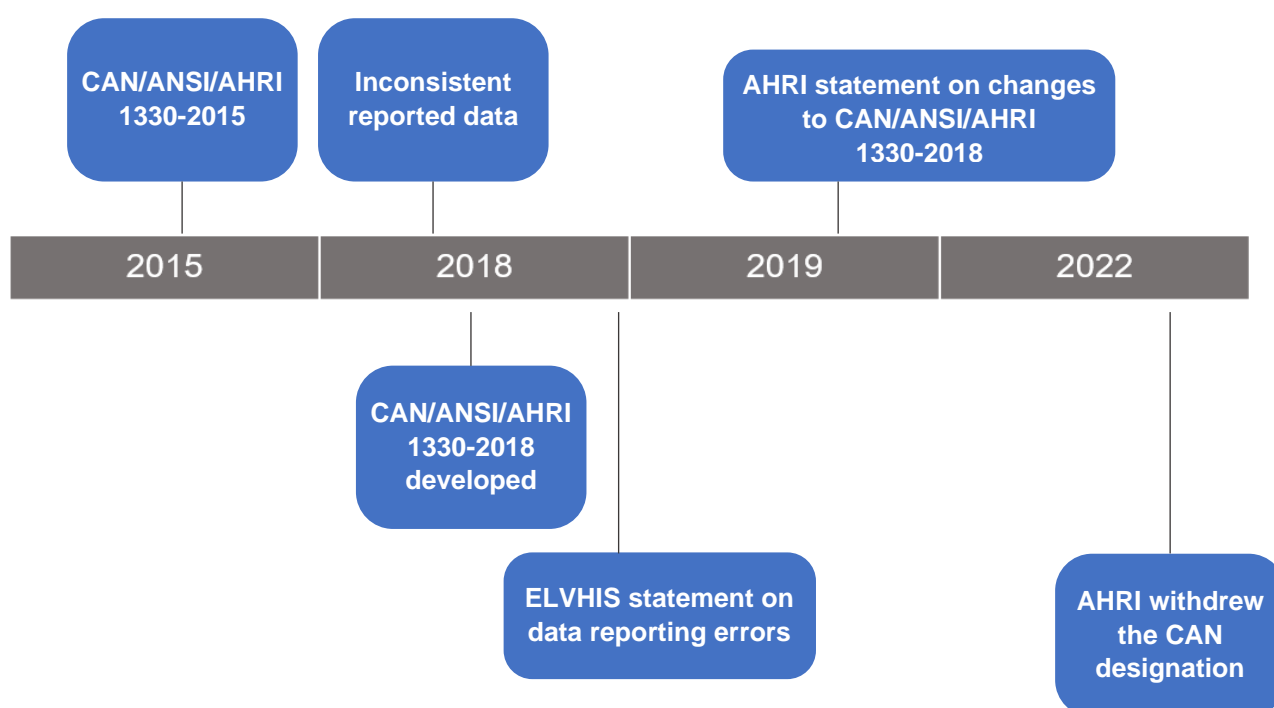 CAN/ANSI/AHRI
1330-2015
Inconsistent
reported data
AHRI statement on changes
to CAN/ANSI/AHRI
1330-2018
2015
2018
2019
2022
CAN/ANSI/AHRI
1330-2018
developed
ELVHIS statement on
data reporting errors
AHRI withdrew
the CAN
designation